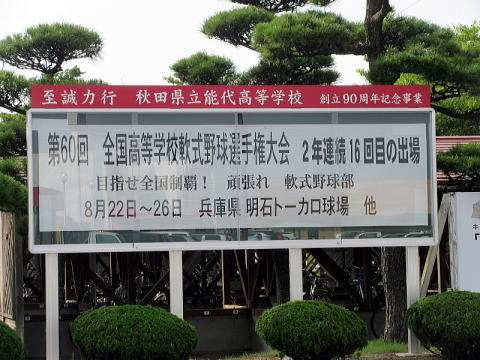 至誠力行 秋田県立能代高等学校 創立90周年記念事業
第60回 全国高等学校軟式野球選手権大会 2年連続16回目の出場
目指せ全国制覇! 頑張れ 軟式野球部
8月22日~26日 兵庫県 明石トーカロ球場 他